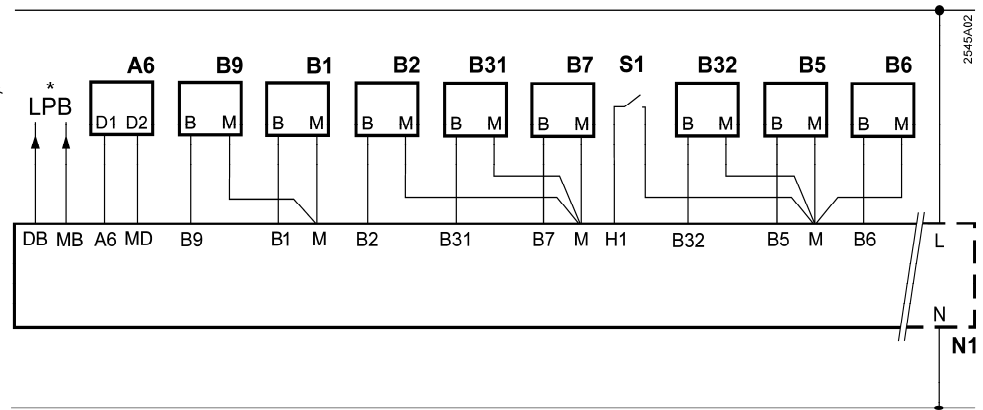 2545A02
A6 B9 B1 B2 B31 B7 S1 B32 B5 B6
*
LPB
D1 D2 B M B M B M B M B M B M B M B M
DB MB A6 MD B9 B1 M B2 B31 B7 M H1 B32 B5 M B6 L
N
N1